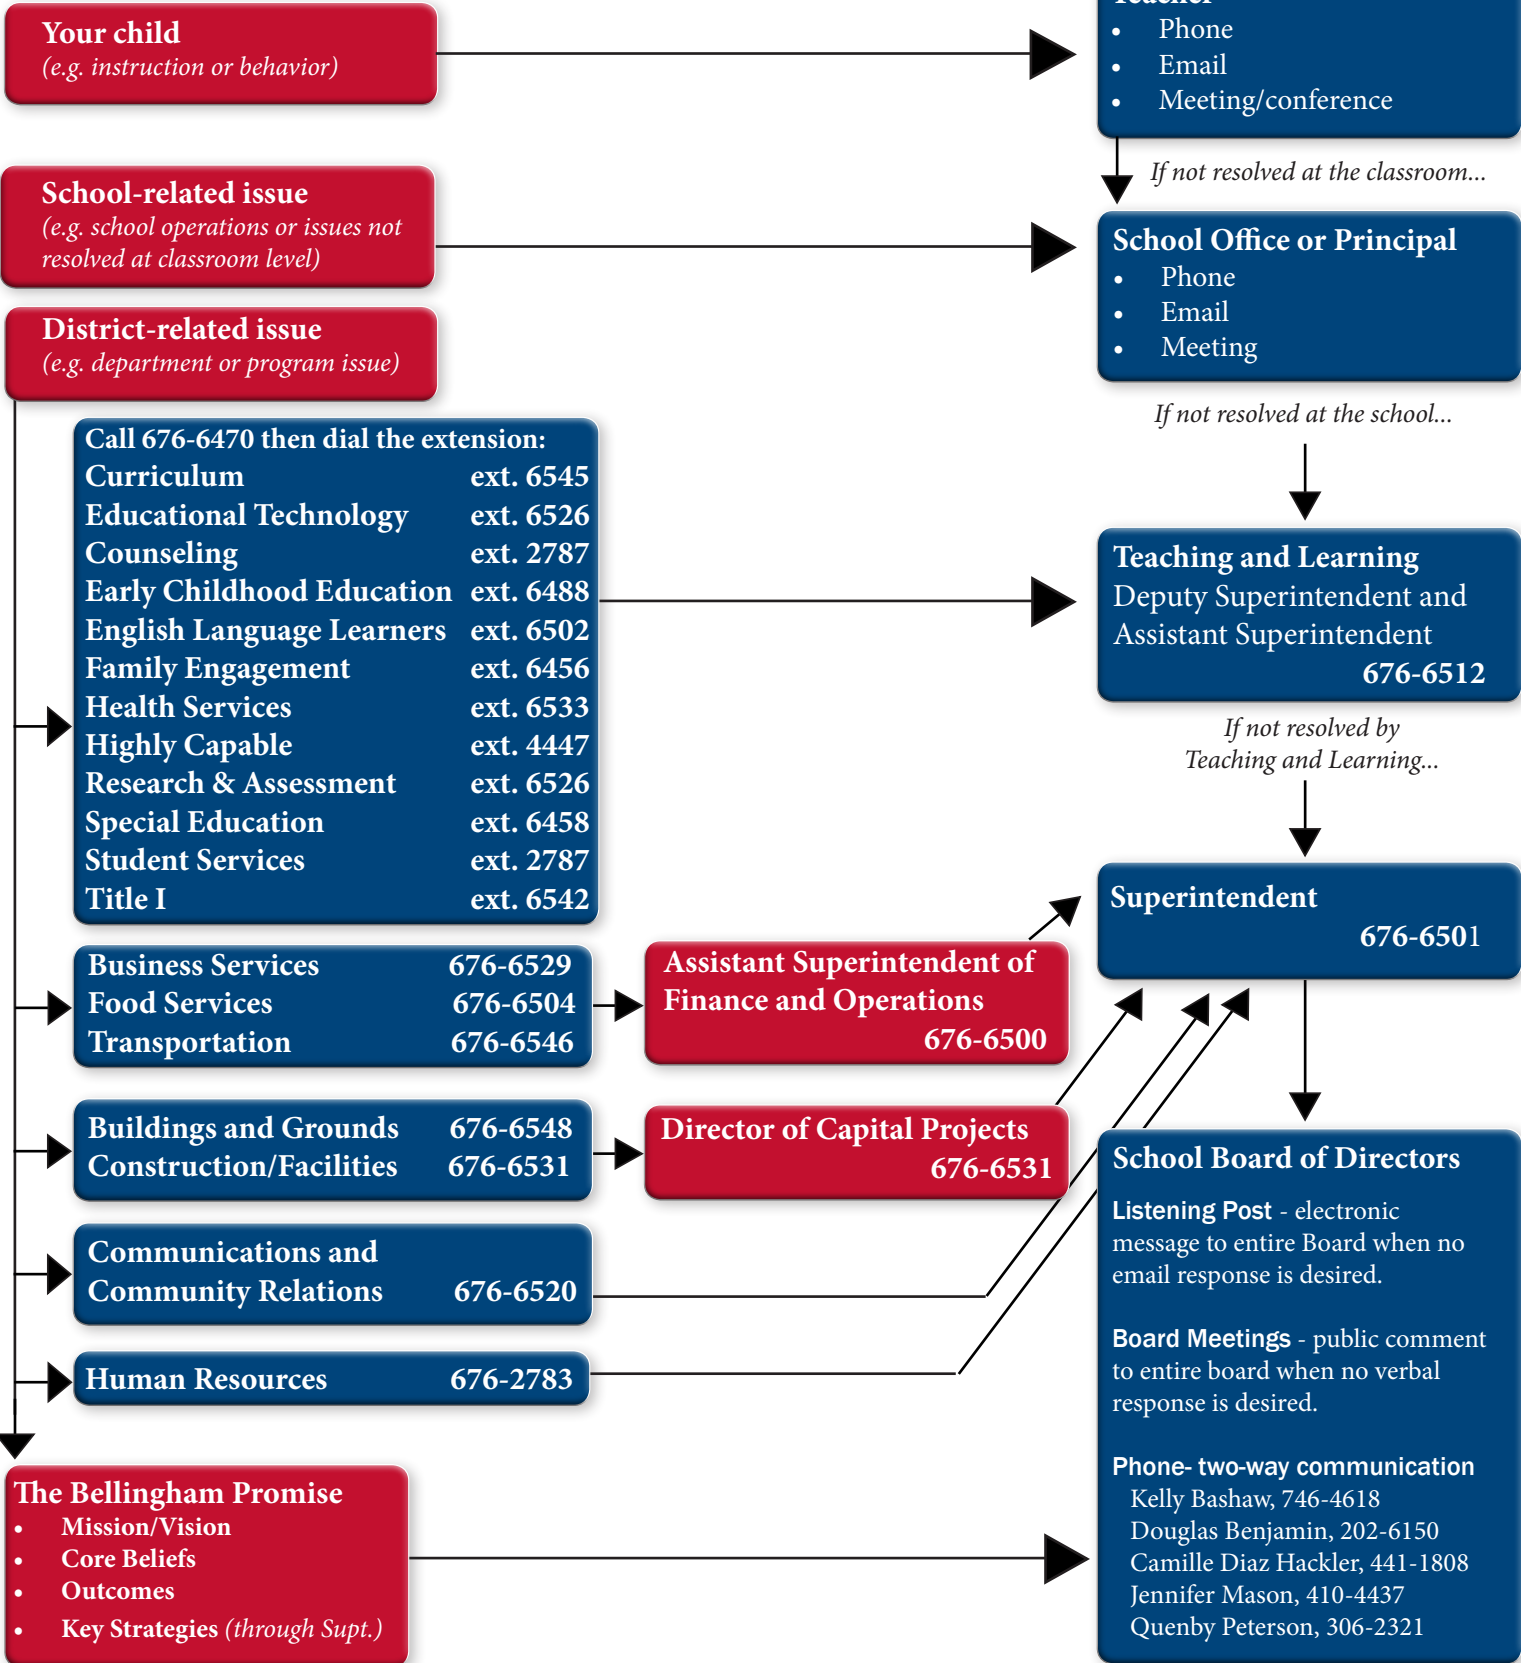 Your child
(e.g. instruction or behavior)
Teacher
• Phone
• Email
• Meeting/conference
If not resolved at the classroom...
School-related issue
(e.g. school operations or issues not
resolved at classroom level)
School Office or Principal
• Phone
• Email
• Meeting
If not resolved at the school...
District-related issue
(e.g. department or program issue)
Call 676-6470 then dial the extension:
Curriculum ext. 6545
Educational Technology ext. 6526
Counseling ext. 2787
Early Childhood Education ext. 6488
English Language Learners ext. 6502
Family Engagement ext. 6456
Health Services ext. 6533
Highly Capable ext. 4447
Research & Assessment ext. 6526
Special Education ext. 6458
Student Services ext. 2787
Title I ext. 6542
Teaching and Learning
Deputy Superintendent and
Assistant Superintendent
676-6512
If not resolved by
Teaching and Learning...
Superintendent
676-6501
Business Services 676-6529
Food Services 676-6504
Transportation 676-6546
Assistant Superintendent of
Finance and Operations
676-6500
Buildings and Grounds 676-6548
Construction/Facilities 676-6531
Director of Capital Projects
676-6531
Communications and
Community Relations 676-6520
Human Resources 676-2783
School Board of Directors
Listening Post - electronic
message to entire Board when no
email response is desired.
Board Meetings - public comment
to entire board when no verbal
response is desired.
Phone- two-way communication
Kelly Bashaw, 746-4618
Douglas Benjamin, 202-6150
Camille Diaz Hackler, 441-1808
Jennifer Mason, 410-4437
Quenby Peterson, 306-2321
The Bellingham Promise
• Mission/Vision
• Core Beliefs
• Outcomes
• Key Strategies (through Supt.)